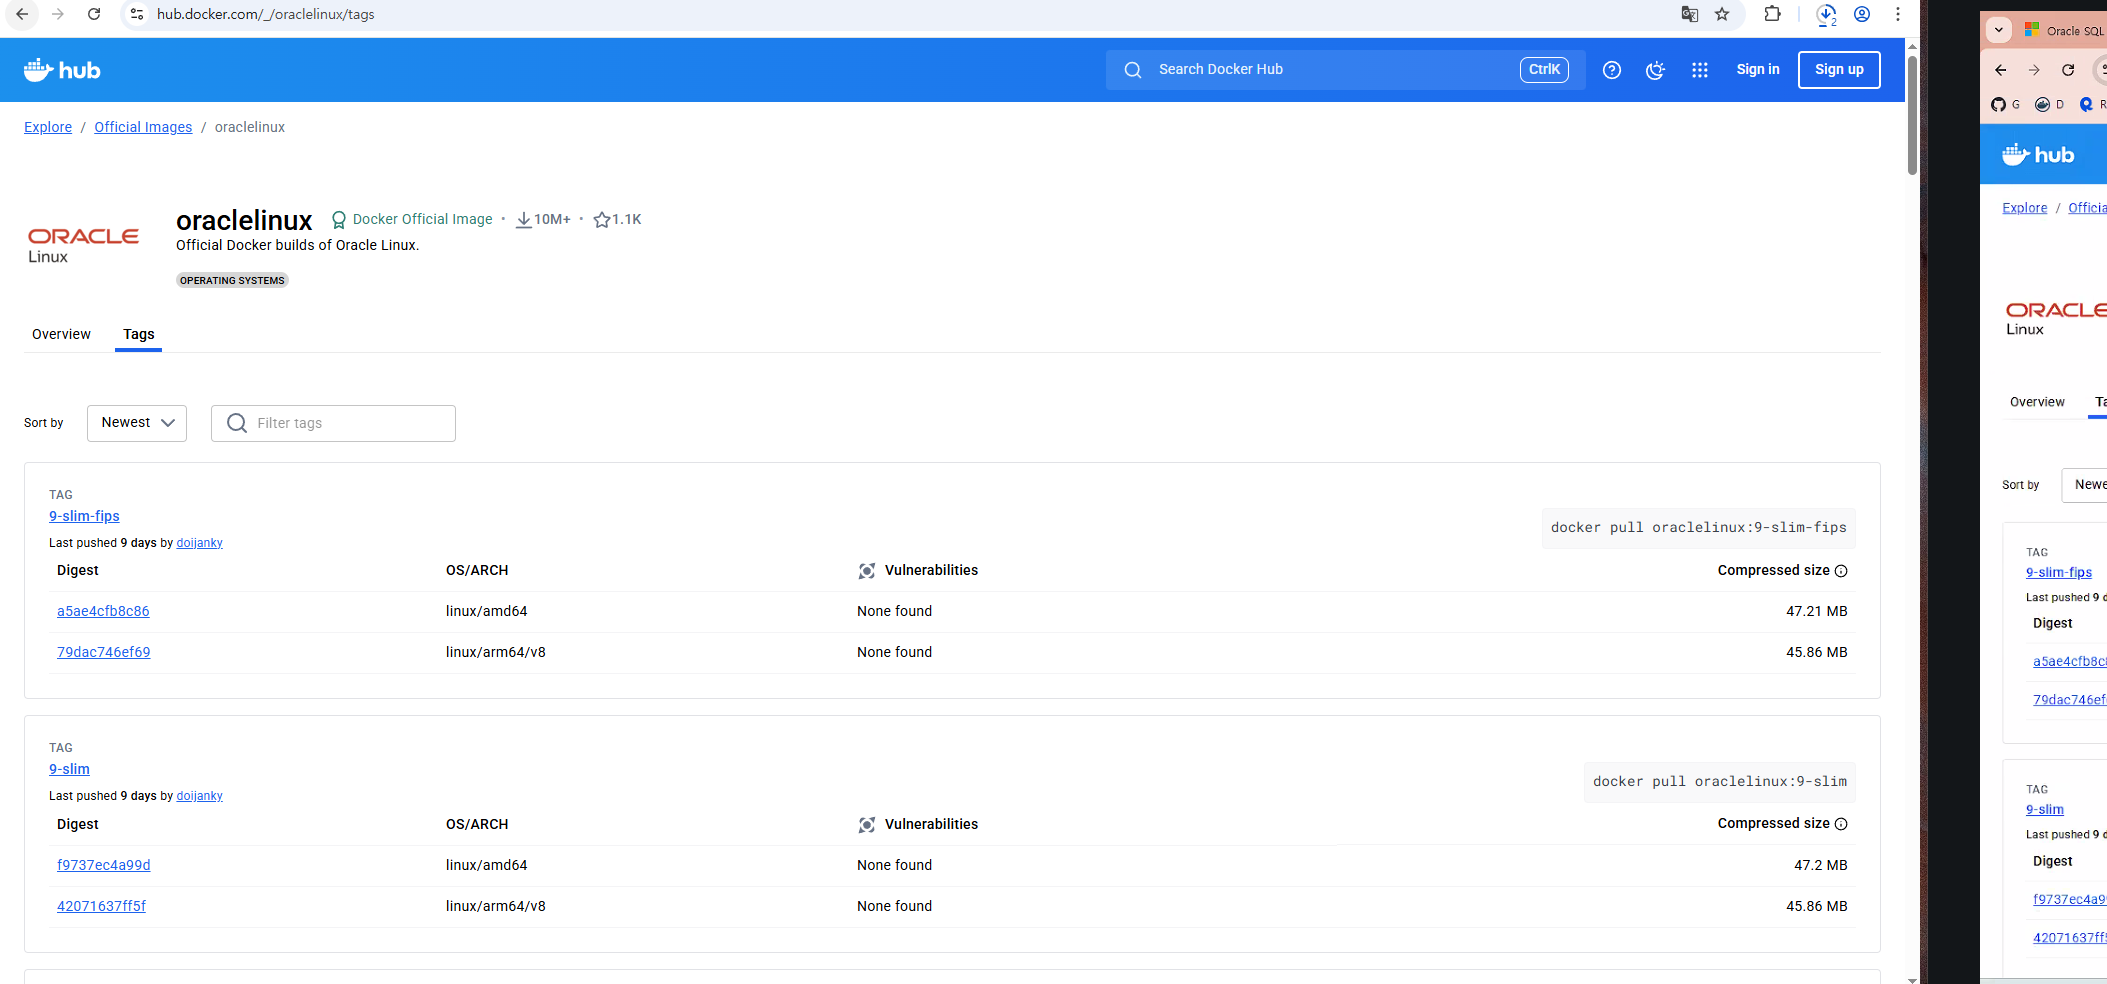 hub.docker.com/_/oraclelinux/tags
2
hub
Search Docker Hub
CtrlK
Sign in
Sign up
Explore / Official Images / oraclelinux
ORACLE
Linux
oraclelinux
Docker Official Image • 10M+ • 1.1K
Official Docker builds of Oracle Linux.
OPERATING SYSTEMS
Overview
Tags
Sort by
Newest
Filter tags
TAG
9-slim-fips
docker pull oraclelinux:9-slim-fips
Last pushed 9 days by doijanky
Digest OS/ARCH Vulnerabilities Compressed size
a5ae4cfb8c86 linux/amd64 None found 47.21 MB
79dac746ef69 linux/arm64/v8 None found 45.86 MB
TAG
9-slim
docker pull oraclelinux:9-slim
Last pushed 9 days by doijanky
Digest OS/ARCH Vulnerabilities Compressed size
f9737ec4a99d linux/amd64 None found 47.2 MB
42071637ff5f linux/arm64/v8 None found 45.86 MB
Oracle SQL
G D R
hub
Explore / Officia
ORACLE
Linux
Overview Ta
Sort by Newe
TAG
9-slim-fips
Last pushed 9 d
Digest
a5ae4cfb8c
79dac746ef
TAG
9-slim
Last pushed 9 d
Digest
f9737ec4a9
42071637ff